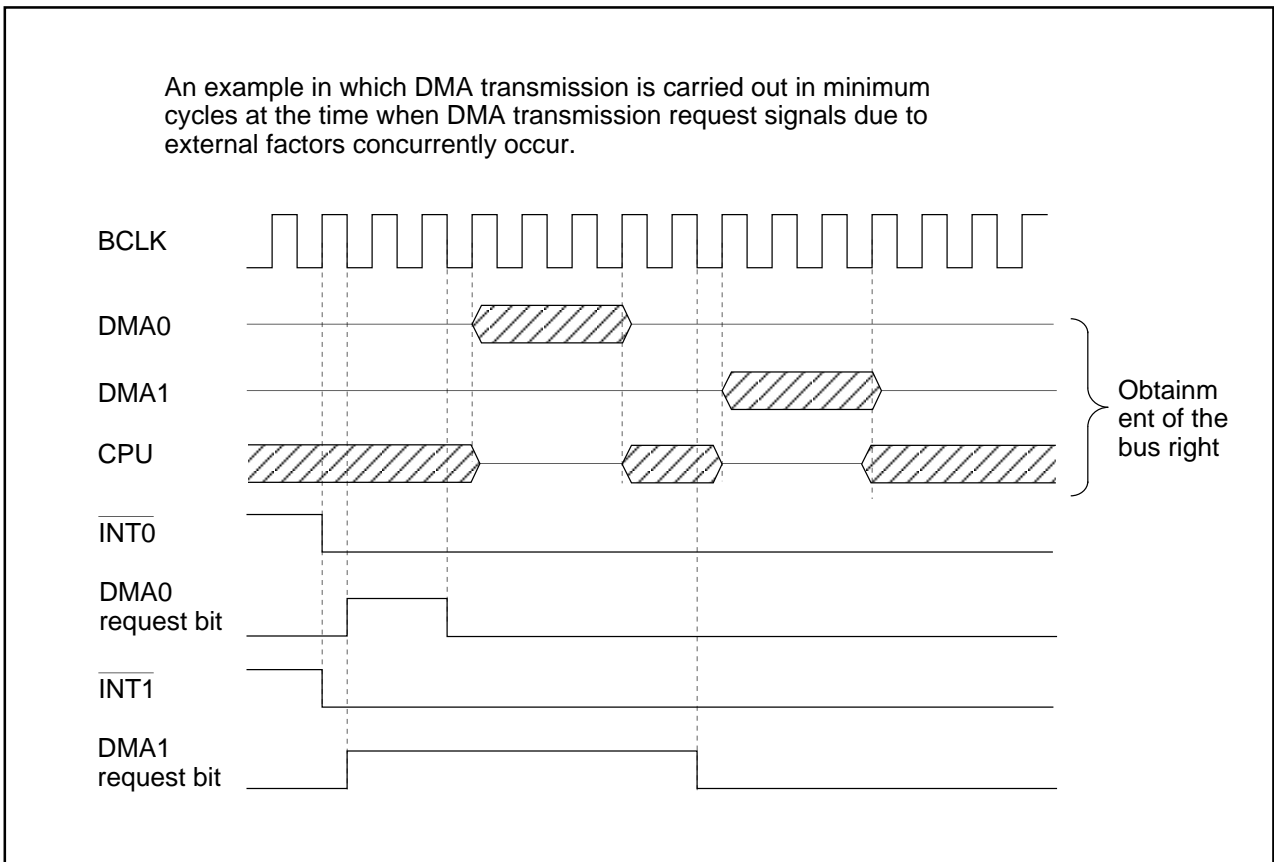 An example in which DMA transmission is carried out in minimum
cycles at the time when DMA transmission request signals due to
external factors concurrently occur.
BCLK
DMA0
DMA1
CPU
Obtainm
ent of the
bus right
INT0
DMA0
request bit
INT1
DMA1
request bit